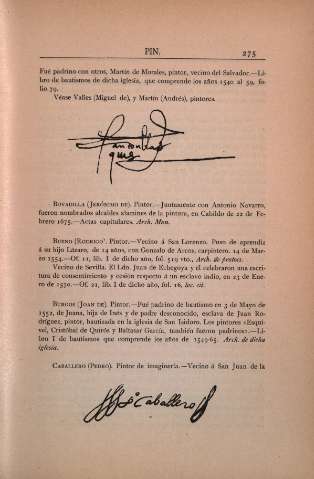 PIN.
275
Fué padrino con otros, Martín de Morales, pintor, vecino del Salvador.—Li-
bro de bautismos de dicha iglesia, que comprende los años 1540 al 59, fo-
lio 79.
Véase Valles (Miguel de), y Martín (Andrés), pintores.
BOVADILLA (JERÓNIMO DE). Pintor.—Juntamente con Antonio Navarro,
fueron nombrados alcaldes alamines de la pintura, en Cabildo de 22 de Fe-
brero 1675.—Actas capitulares. Arch. Mun.
BUENO (RODRIGO). Pintor.—Vecino á San Lorenzo. Puso de aprendiz
á su hijo Lázaro, de 14 años, con Gonzalo de Arcos, carpintero. 14 de Mar-
zo 1554.—Of. 11, lib. I de dicho año, fol. 519 vto., Arch. de protos.
Vecino de Sevilla. El Ldo. Juan de Echegoya y él celebraron una escri-
tura de consentimiento y cesión respecto á un esclavo indio, en 23 de Ene-
ro de 1530.—Of. 11, lib. I de dicho año, fol. 16, loc. cit.
BURGOS (JOAN DE). Pintor.—Fué padrino de bautismo en 3 de Mayo de
1552, de Juana, hija de Inés y de padre desconocido, esclava de Juan Ro-
dríguez, pintor, bautizada en la iglesia de San Isidoro. Los pintores «Esqui-
vel, Cristóbal de Quirós y Baltasar García, también fueron padrinos».—Li-
bro I de bautismos que comprende los años de 1549-65. Arch. de dicha
iglesia.
CABALLERO (PEDRO). Pintor de imaginería.—Vecino á San Juan de la
Caballero